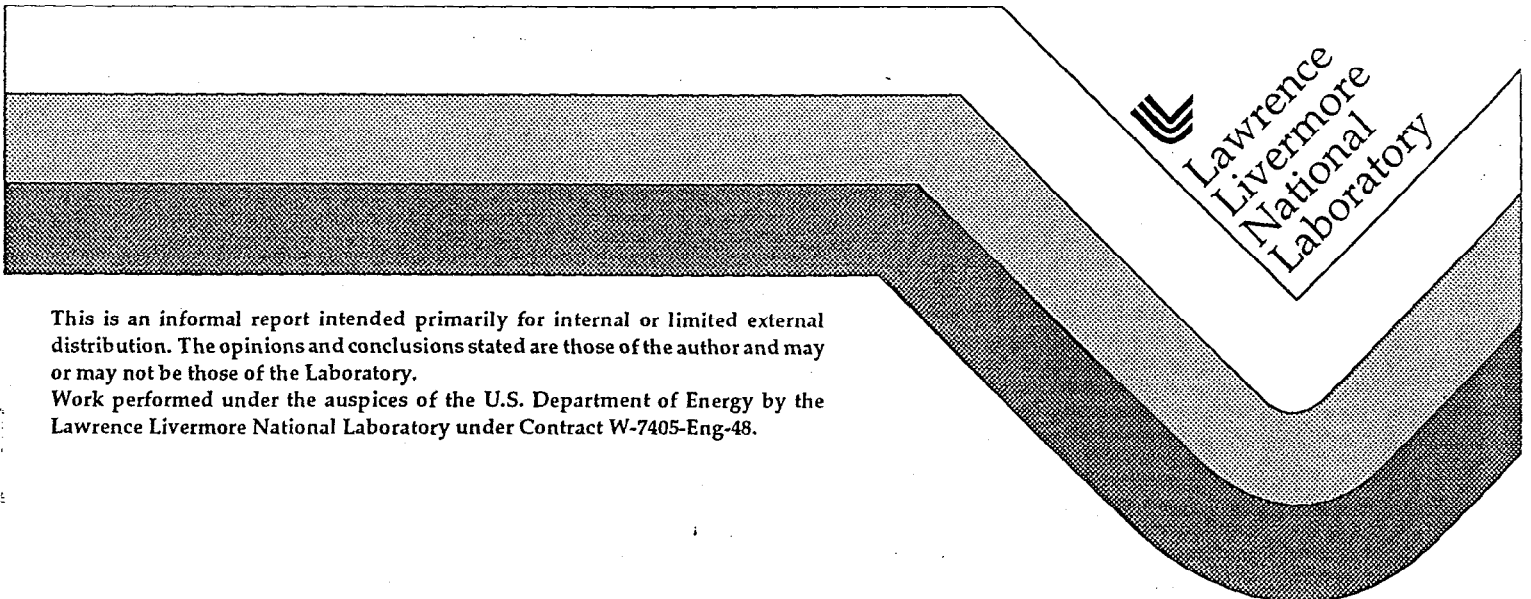 Lawrence
Livermore
National
Laboratory
This is an informal report intended primarily for internal or limited external
distribution. The opinions and conclusions stated are those of the author and may
or may not be those of the Laboratory.
Work performed under the auspices of the U.S. Department of Energy by the
Lawrence Livermore National Laboratory under Contract W-7405-Eng-48.